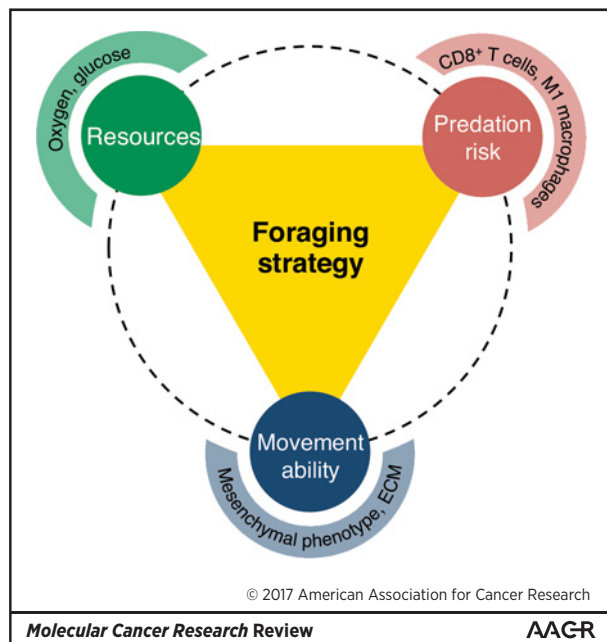 Oxygen, glucose
Resources
CD8⁺ T cells, M1 macrophages
Predation
risk
Foraging
strategy
Movement
ability
Mesenchymal phenotype, ECM
© 2017 American Association for Cancer Research
Molecular Cancer Research Review
AACR